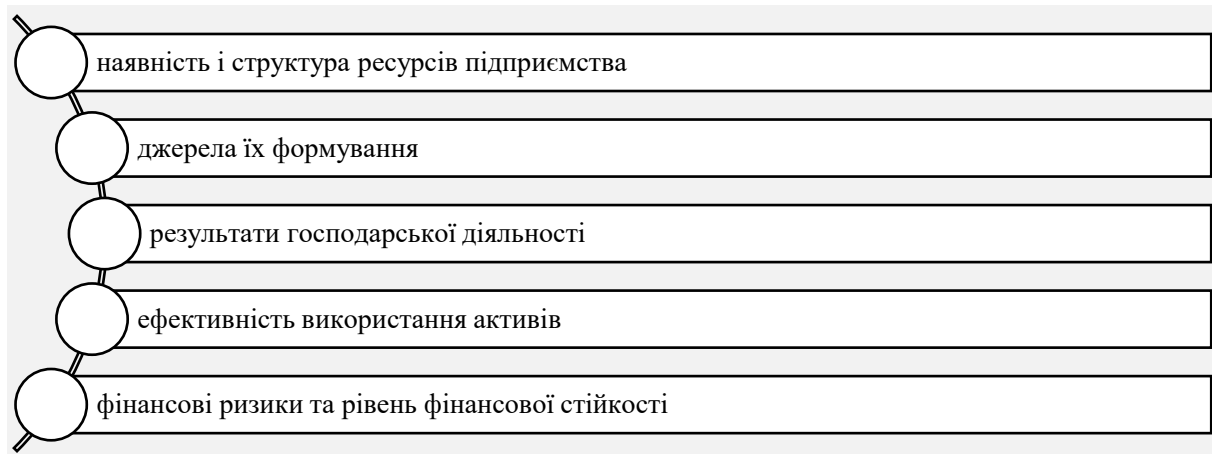 наявність і структура ресурсів підприємства
джерела їх формування
результати господарської діяльності
ефективність використання активів
фінансові ризики та рівень фінансової стійкості